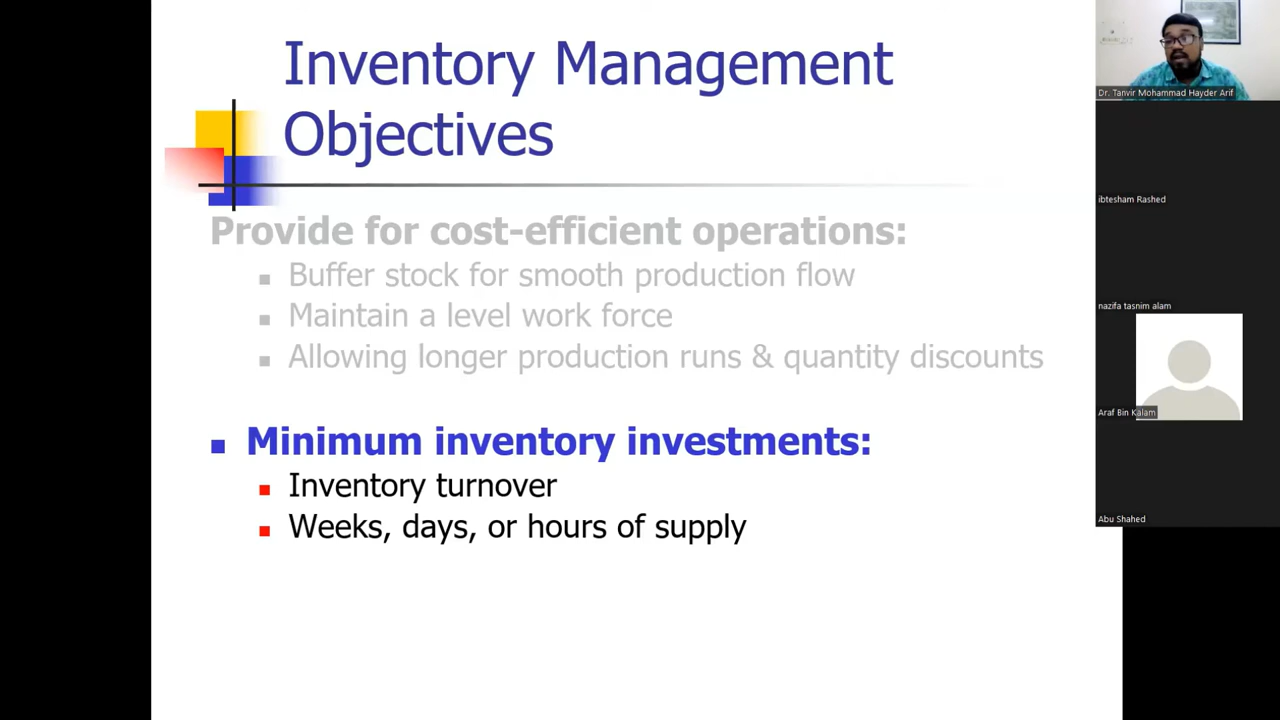 Inventory Management
Objectives
Provide for cost-efficient operations:
Buffer stock for smooth production flow
Maintain a level work force
Allowing longer production runs & quantity discounts
Minimum inventory investments:
Inventory turnover
Weeks, days, or hours of supply
Dr. Tanvir Mohammad Hayder Arif
ibtesham Rashed
nazifa tasnim alam
Araf Bin Kalam
Abu Shahed